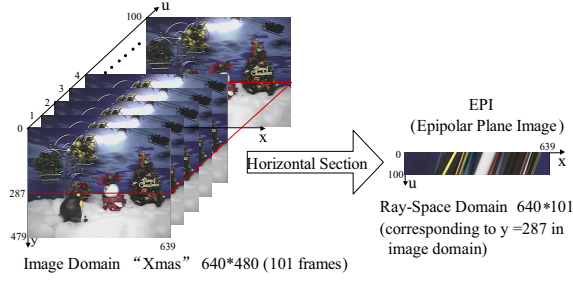 u
100
4
3
2
1
0
x
287
479
y
639
Horizontal Section
Image Domain “Xmas” 640*480 (101 frames)
EPI
(Epipolar Plane Image)
639
x
0
100
u
Ray-Space Domain 640*101
(corresponding to y =287 in
image domain)